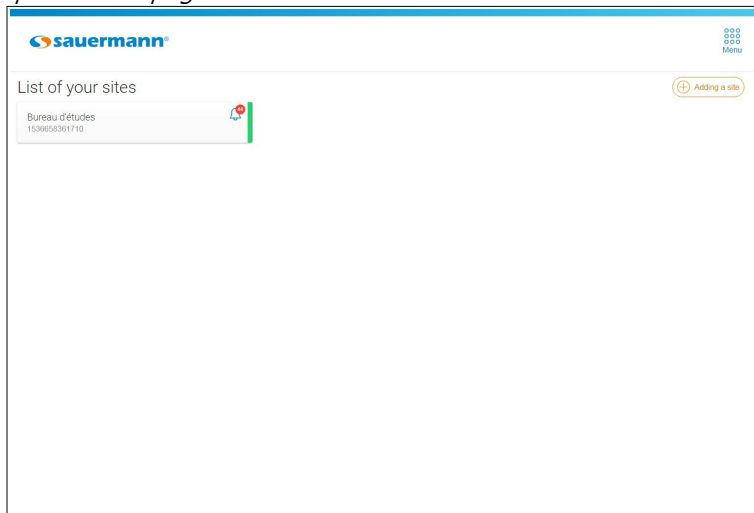 sauermann®
Menu
List of your sites
Adding a site
Bureau d'études
1536658361710